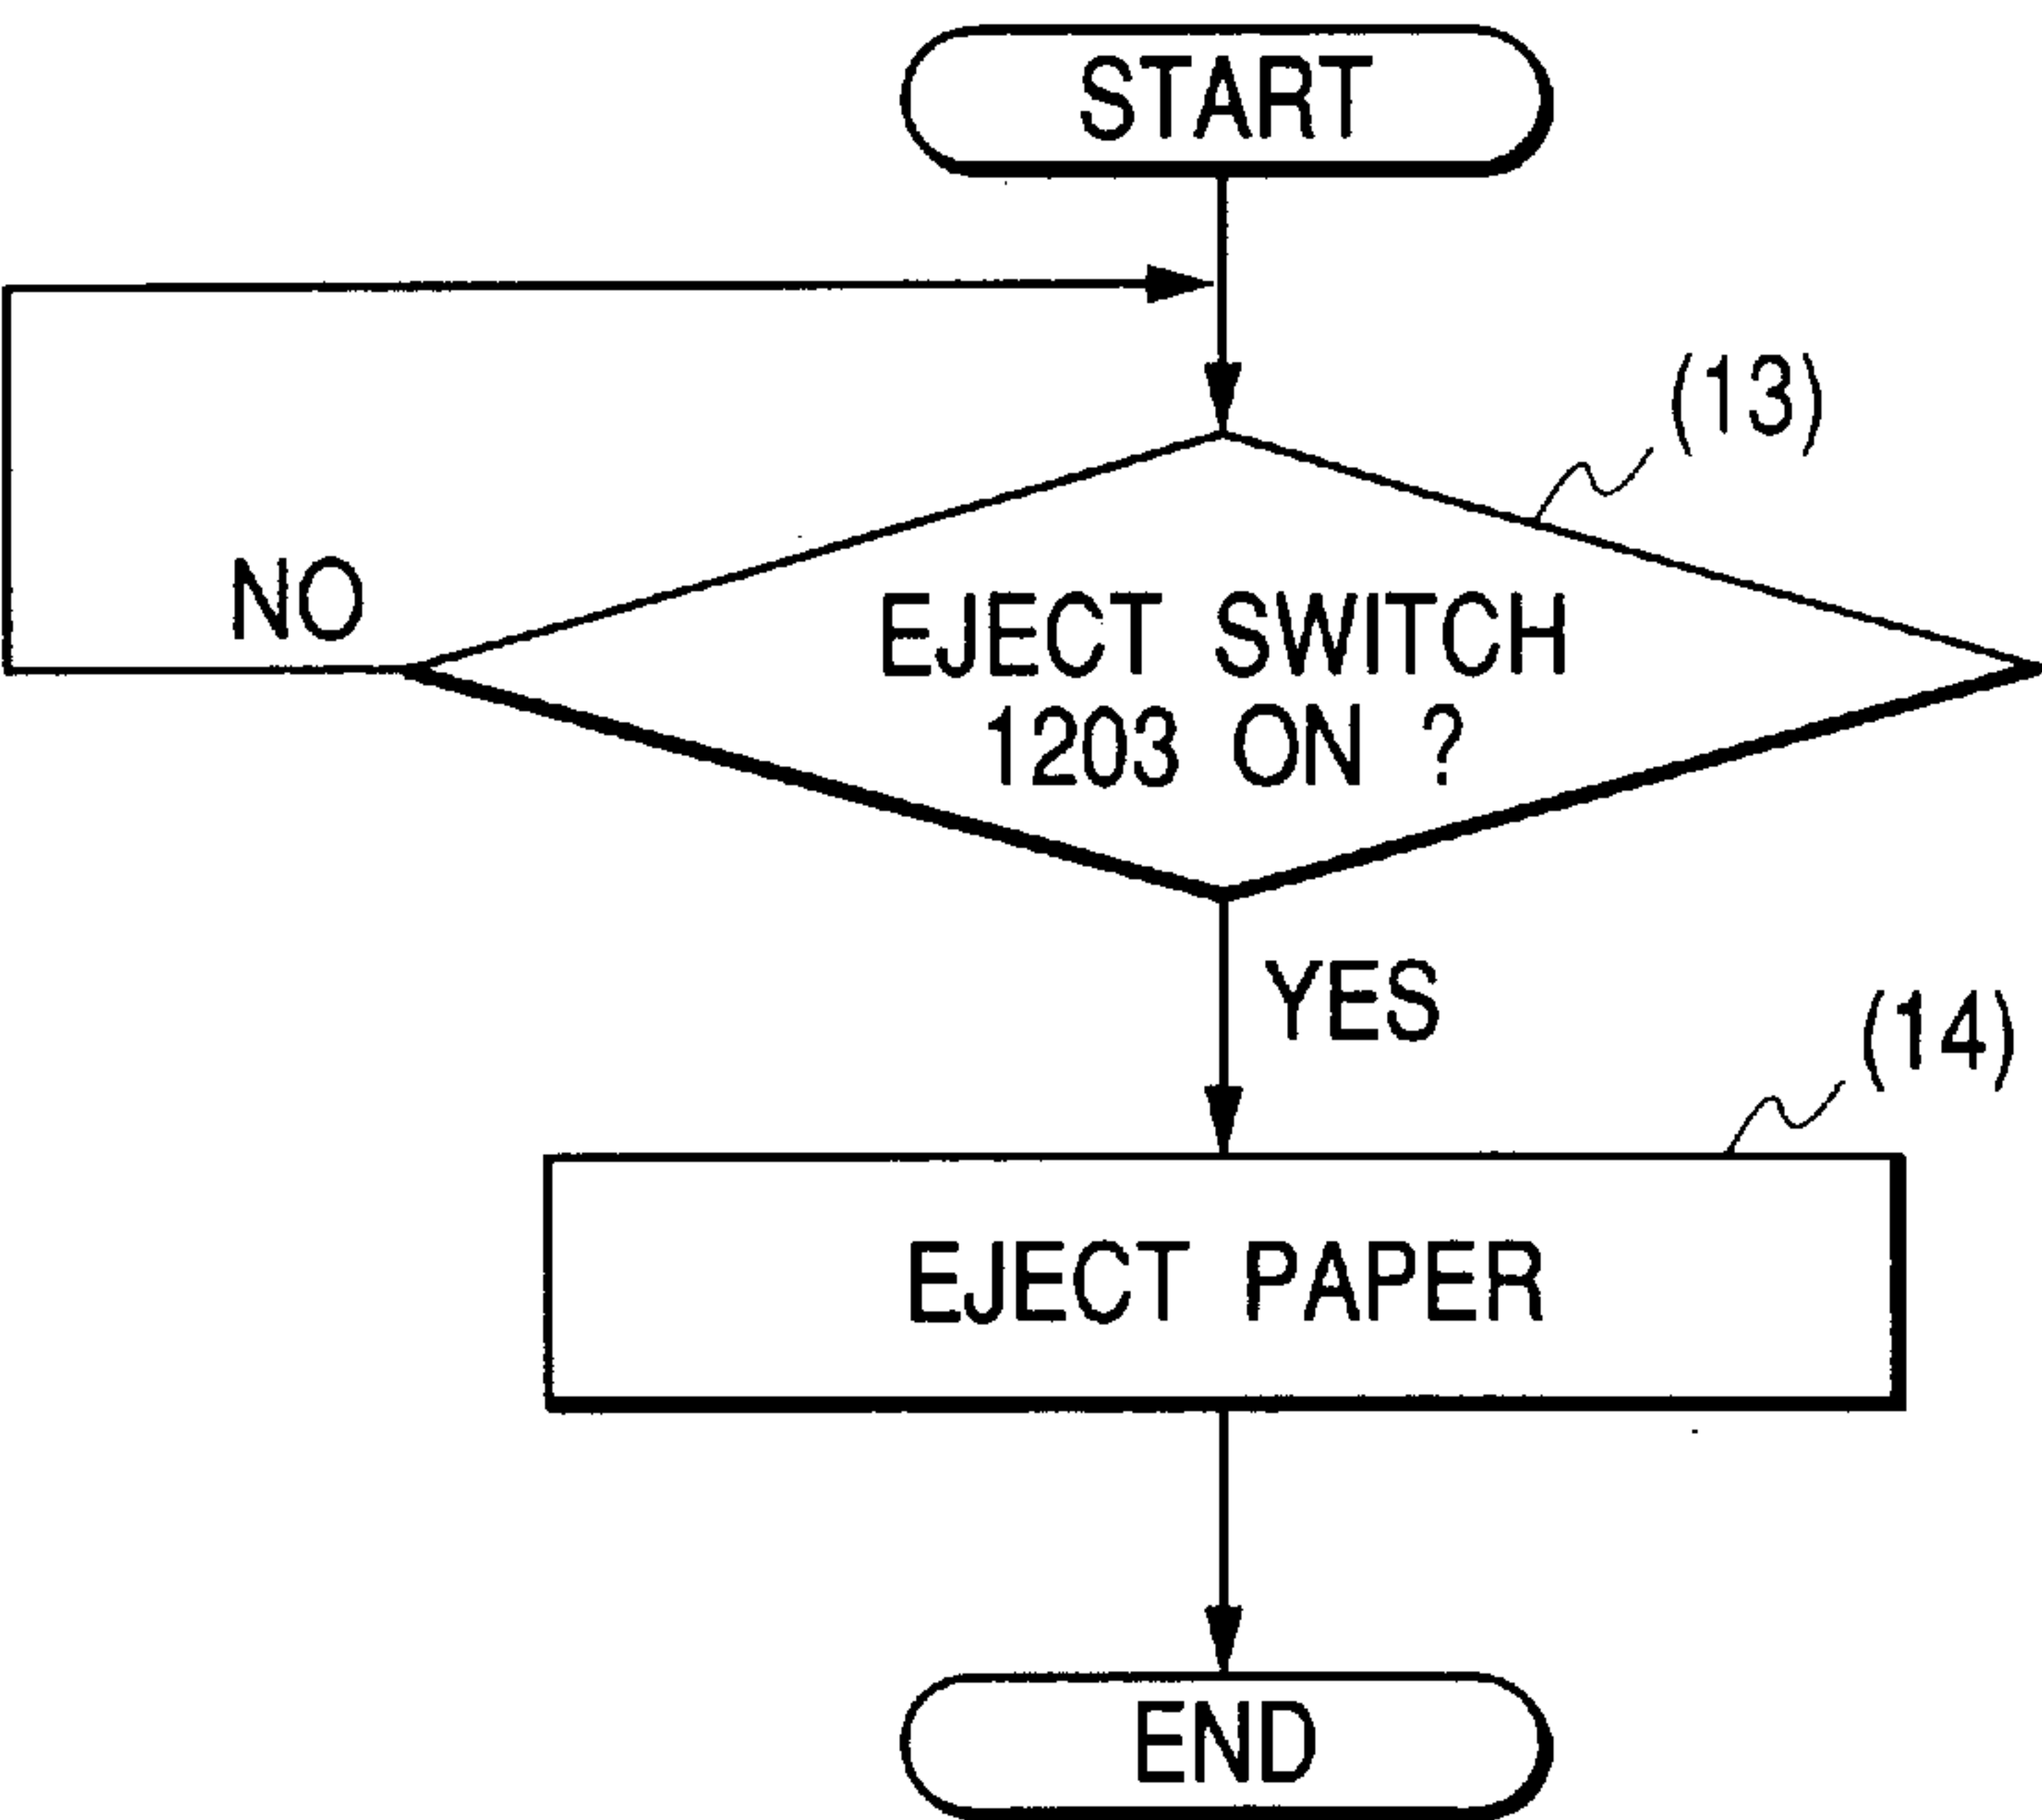 START
(13)
NO
EJECT SWITCH
1203 ON ?
YES
(14)
EJECT PAPER
END